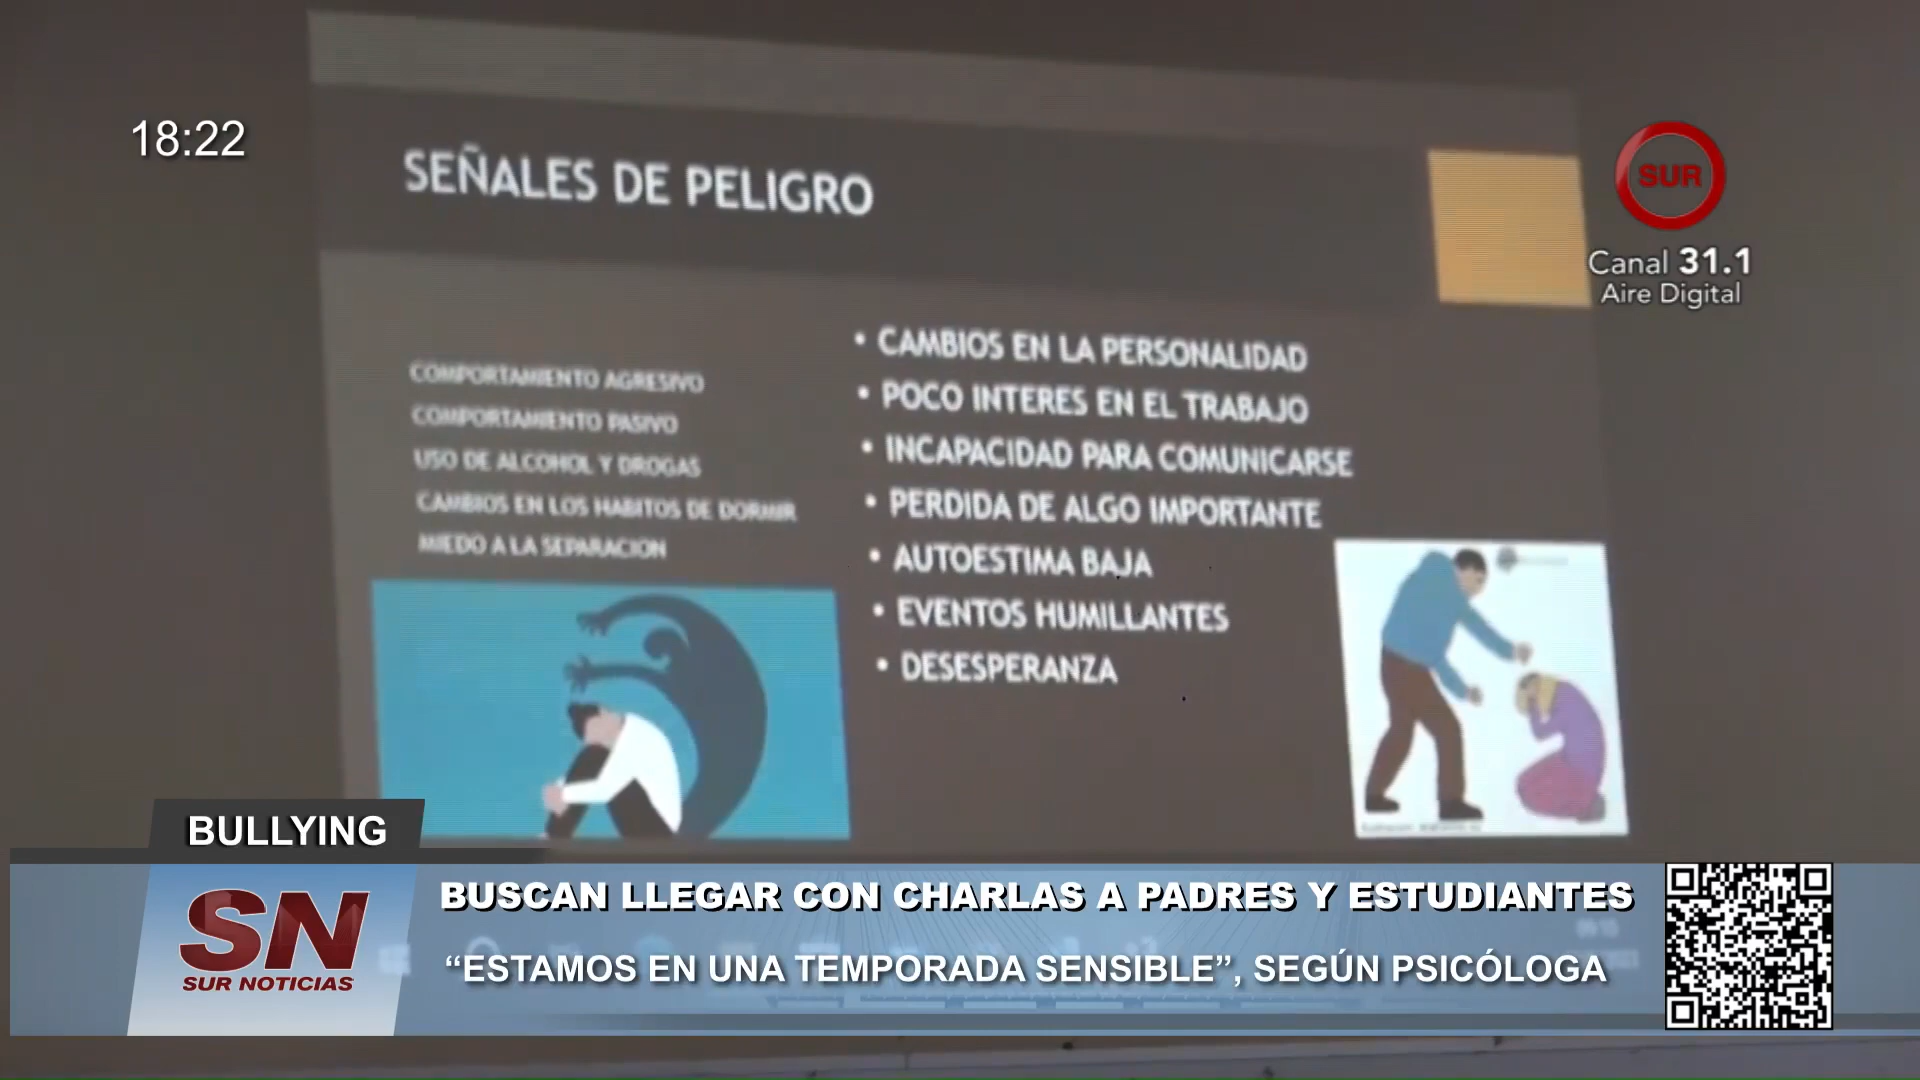 18:22
SUR
Canal 31.1
Aire Digital
SEÑALES DE PELIGRO
COMPORTAMIENTO AGRESIVO
COMPORTAMIENTO PASIVO
USO DE ALCOHOL Y DROGAS
CAMBIOS EN LOS HABITOS DE DORMIR
MIEDO A LA SEPARACION
• CAMBIOS EN LA PERSONALIDAD
• POCO INTERES EN EL TRABAJO
• INCAPACIDAD PARA COMUNICARSE
• PERDIDA DE ALGO IMPORTANTE
• AUTOESTIMA BAJA
• EVENTOS HUMILLANTES
• DESESPERANZA
BULLYING
SN
SUR NOTICIAS
BUSCAN LLEGAR CON CHARLAS A PADRES Y ESTUDIANTES
“ESTAMOS EN UNA TEMPORADA SENSIBLE”, SEGÚN PSICÓLOGA